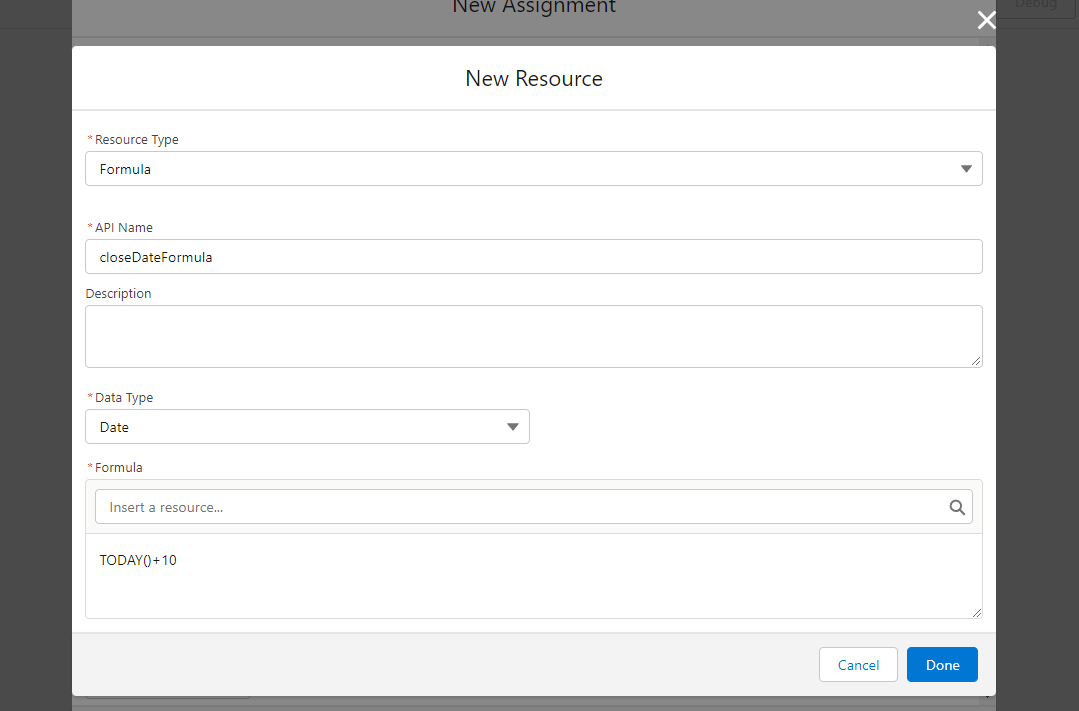 New Assignment
Debug
New Resource
*Resource Type
Formula
*API Name
closeDateFormula
Description
*Data Type
Date
*Formula
Insert a resource...
TODAY()+10
Cancel
Done